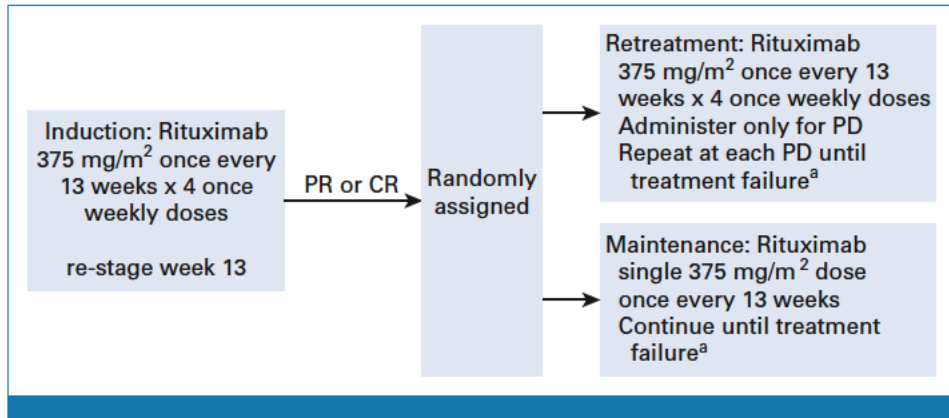 Induction: Rituximab
375 mg/m² once every
13 weeks x 4 once
weekly doses
re-stage week 13
PR or CR
Randomly
assigned
Retreatment: Rituximab
375 mg/m² once every 13
weeks x 4 once weekly doses
Administer only for PD
Repeat at each PD until
treatment failureᵃ
Maintenance: Rituximab
single 375 mg/m² dose
once every 13 weeks
Continue until treatment
failureᵃ